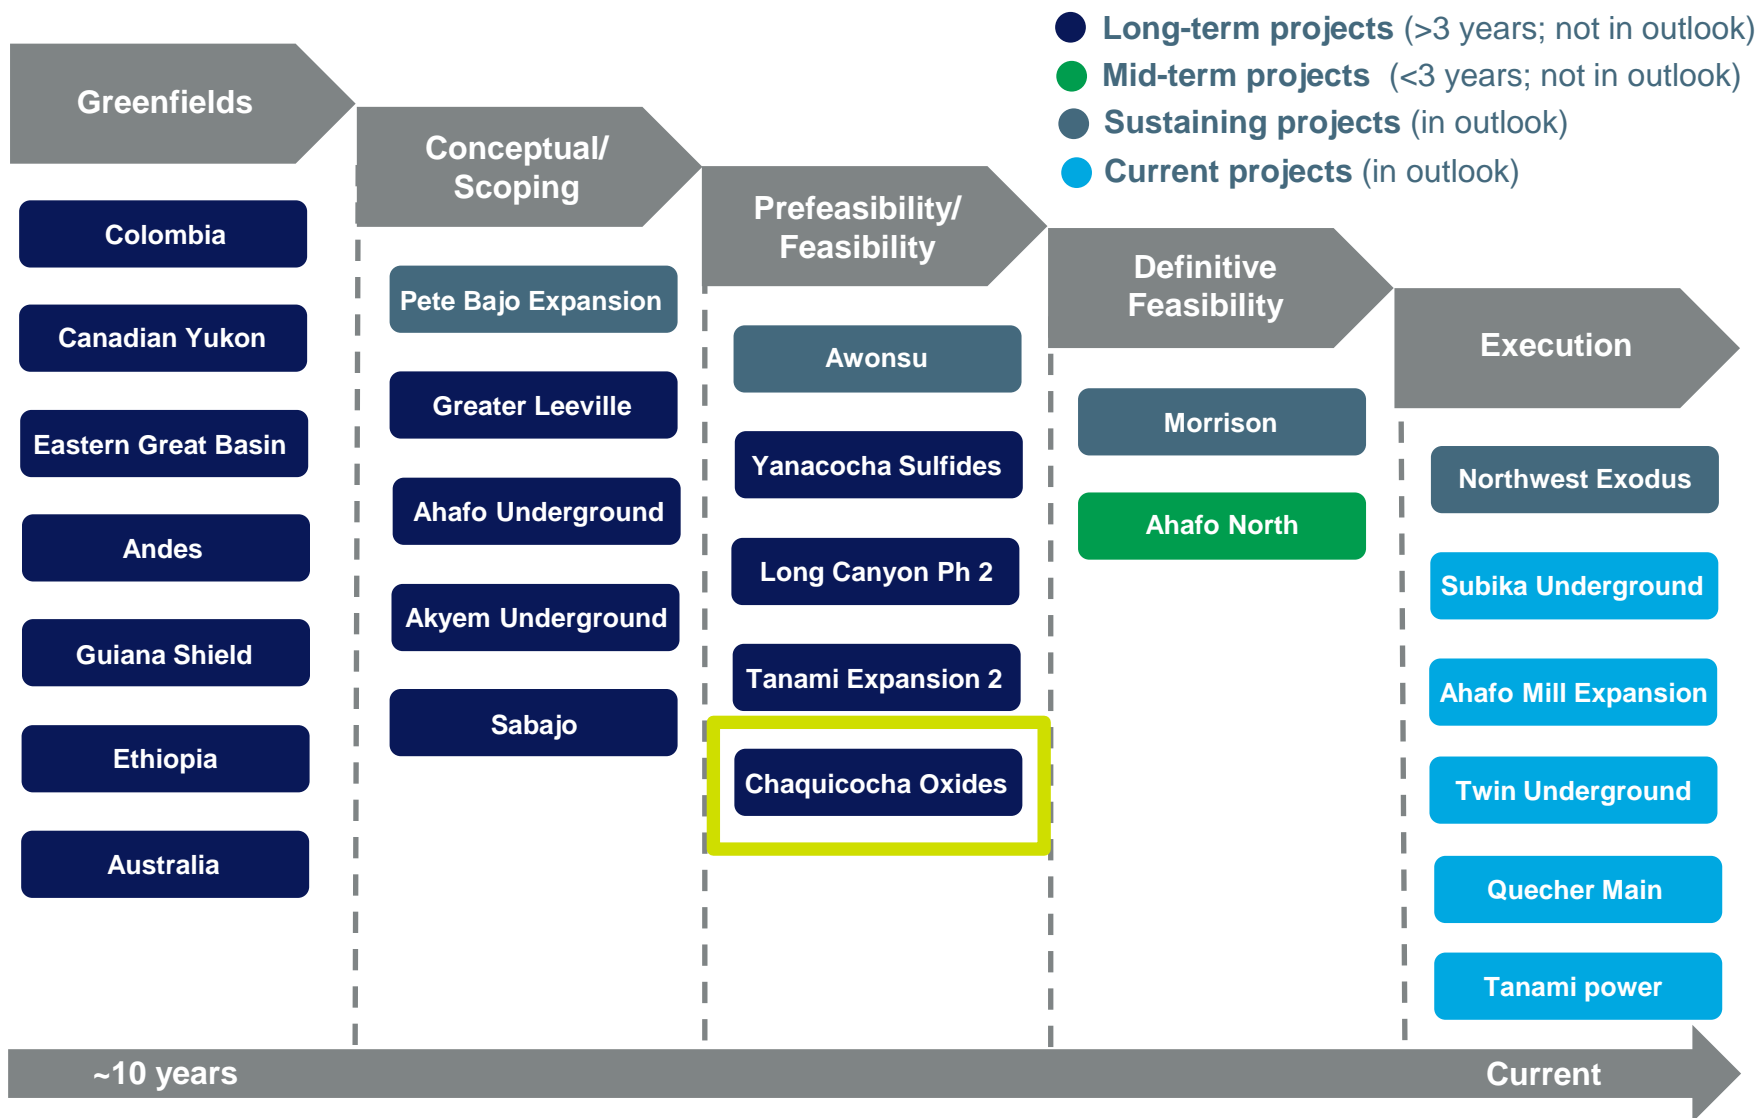 Long-term projects (>3 years; not in outlook)
Mid-term projects (<3 years; not in outlook)
Sustaining projects (in outlook)
Current projects (in outlook)
Greenfields
Colombia
Canadian Yukon
Eastern Great Basin
Andes
Guiana Shield
Ethiopia
Australia
Conceptual/
Scoping
Pete Bajo Expansion
Greater Leeville
Ahafo Underground
Akyem Underground
Sabajo
Prefeasibility/
Feasibility
Awonsu
Yanacocha Sulfides
Long Canyon Ph 2
Tanami Expansion 2
Chaquicocha Oxides
Definitive
Feasibility
Morrison
Ahafo North
Execution
Northwest Exodus
Subika Underground
Ahafo Mill Expansion
Twin Underground
Quecher Main
Tanami power
~10 years
Current